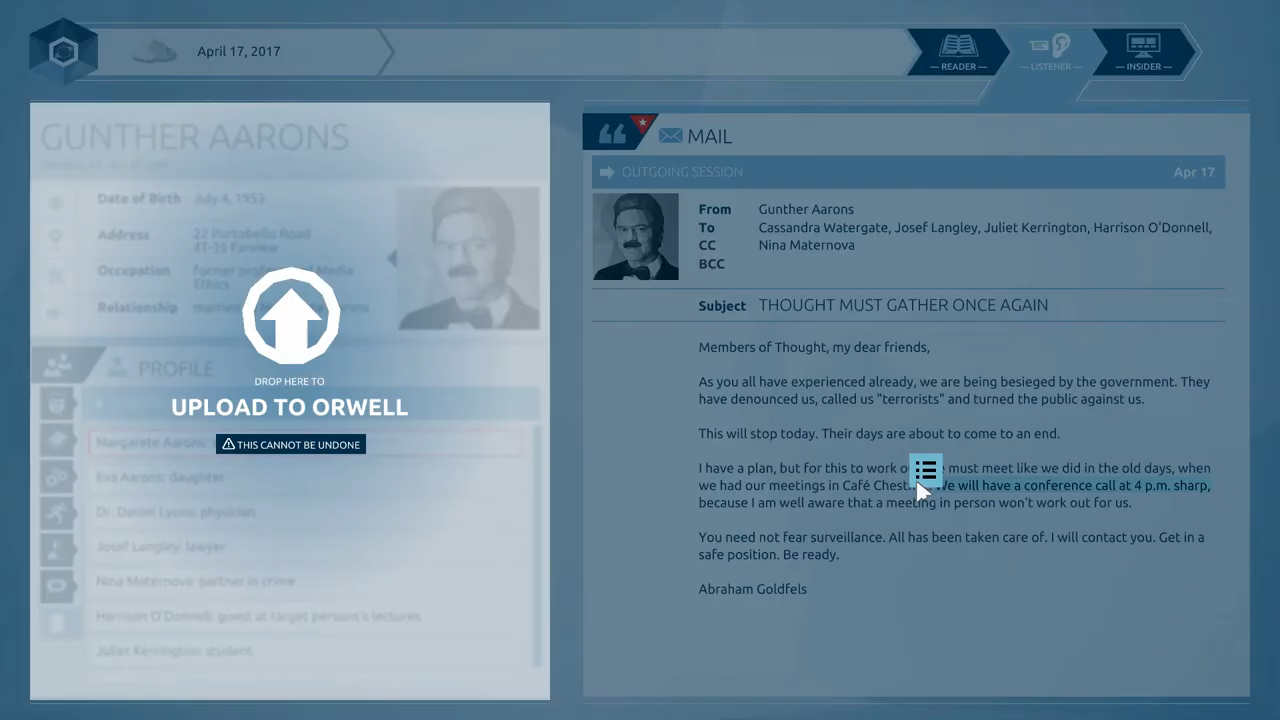 April 17, 2017
— READER —
— LISTENER —
— INSIDER —
GUNTHER AARONS
Date of Birth July 4, 1953
Address 22 Portobello Road
41-35 Earview
Occupation former professor Media
Ethics
Relationship married
PROFILE
Margarete Aarons:
Eva Aarons: daughter
Dr. Daniel Lyons: physician
Josef Langley: lawyer
Nina Maternova: partner in crime
Harrison O'Donnell: guest at target person's lectures
Juliet Kerrington: student
DROP HERE TO
UPLOAD TO ORWELL
THIS CANNOT BE UNDONE
MAIL
OUTGOING SESSION Apr 17
From Gunther Aarons
To Cassandra Watergate, Josef Langley, Juliet Kerrington, Harrison O'Donnell,
CC Nina Maternova
BCC
Subject THOUGHT MUST GATHER ONCE AGAIN
Members of Thought, my dear friends,
As you all have experienced already, we are being besieged by the government. They
have denounced us, called us "terrorists" and turned the public against us.
This will stop today. Their days are about to come to an end.
I have a plan, but for this to work must meet like we did in the old days, when
we had our meetings in Café We will have a conference call at 4 p.m. sharp,
because I am well aware that a meeting in person won't work out for us.
You need not fear surveillance. All has been taken care of. I will contact you. Get in a
safe position. Be ready.
Abraham Goldfels